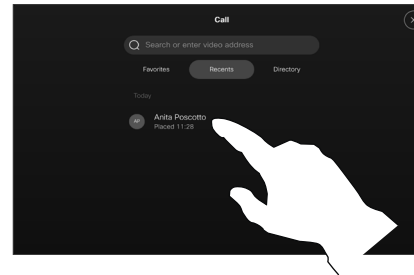 Call
Search or enter video address
Favorites Recents Directory
Today
AP
Anita Poscotto
Placed 11:28